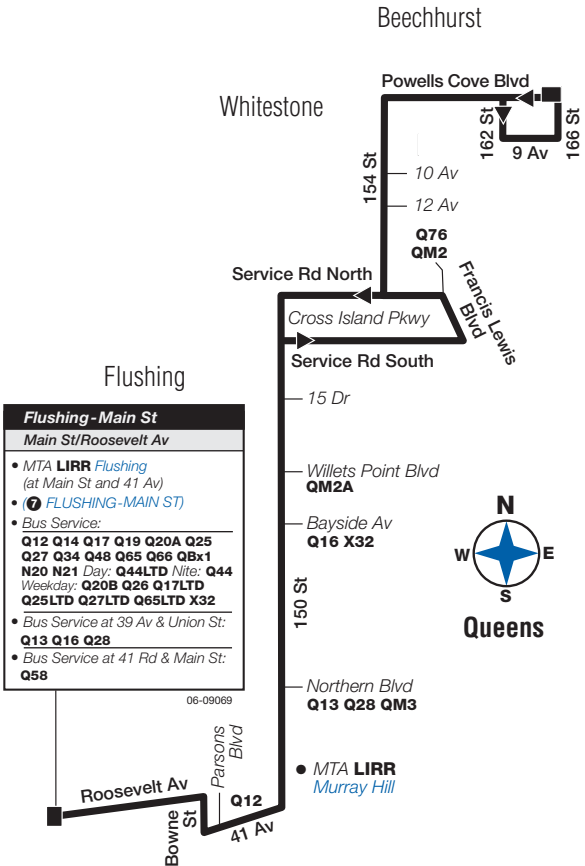 Beechhurst
Powells Cove Blvd
Whitestone
162 St
9 Av
166 St
154 St
10 Av
12 Av
Q76
QM2
Francis Lewis
Blvd
Service Rd North
Cross Island Pkwy
Service Rd South
Flushing
15 Dr
Flushing-Main St
Main St/Roosevelt Av
• MTA LIRR Flushing
(at Main St and 41 Av)
• (7 FLUSHING-MAIN ST)
• Bus Service:
Q12 Q14 Q17 Q19 Q20A Q25
Q27 Q34 Q48 Q65 Q66 QBx1
N20 N21 Day: Q44LTD Nite: Q44
Weekday: Q20B Q26 Q17LTD
Q25LTD Q27LTD Q65LTD X32
• Bus Service at 39 Av & Union St:
Q13 Q16 Q28
• Bus Service at 41 Rd & Main St:
Q58
06-09069
Willets Point Blvd
QM2A
Bayside Av
Q16 X32
150 St
N
W
E
S
Queens
Northern Blvd
Q13 Q28 QM3
• MTA LIRR
Murray Hill
Parsons
Blvd
Roosevelt Av
Q12
Bowne
St
41 Av